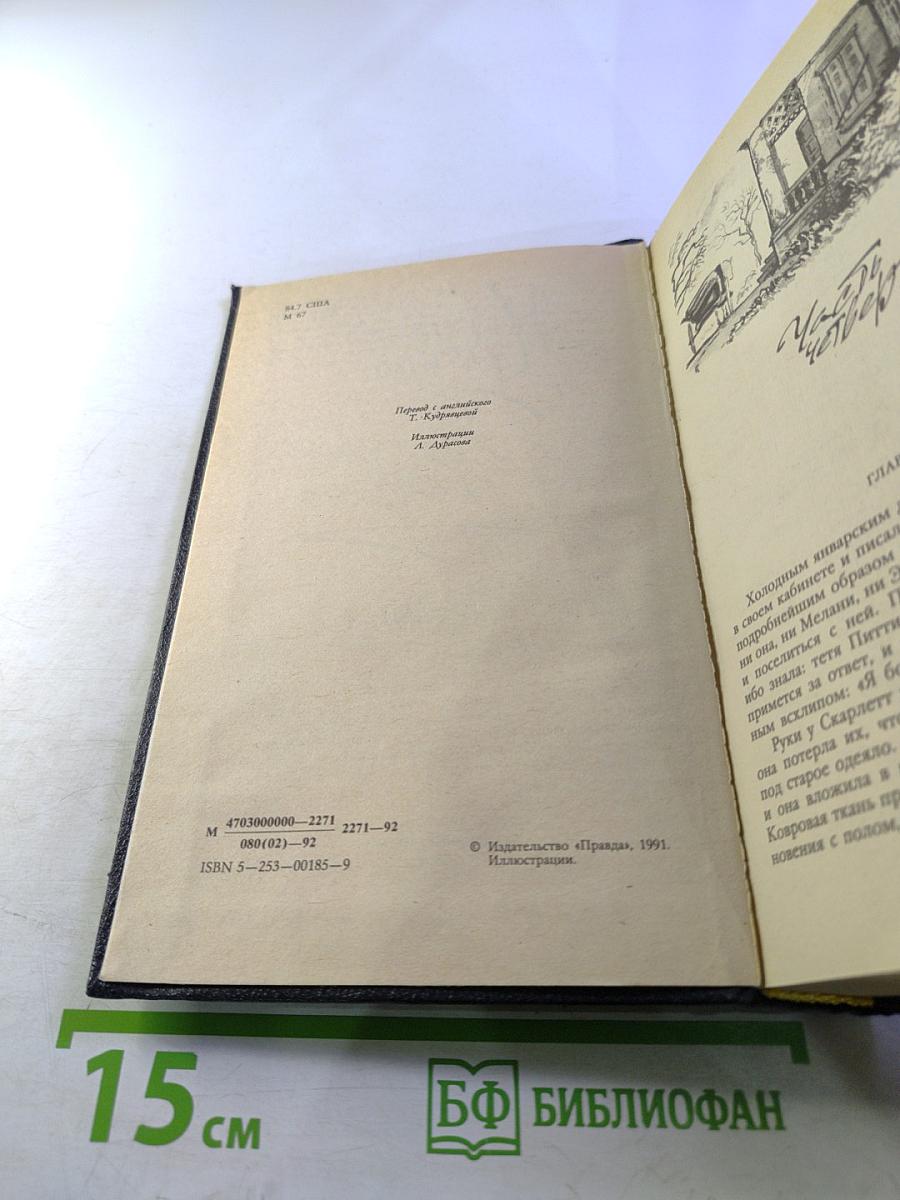 84.7 США
М 67
Перевод с английского
Т. Кудрявцевой
Иллюстрации
Л. Дурасова
М 4703000000—2271
080(02)—92
2271—92
ISBN 5—253—00185—9
© Издательство «Правда», 1991.
Иллюстрации.
Часть
Холодным январским
в своем кабинете и писал
подробнейшим образом
ни она, ни Мелани, ни
и поселиться с ней.
ибо знала: тетя Питти
примется за ответ, и
ным всхлипом: «Я
Руки у Скарлетт
она потерла их,
под старое одеяло.
и она вложила в
Ковровая ткань
новения с полом,
15 см
БФ БИБЛИОФАН